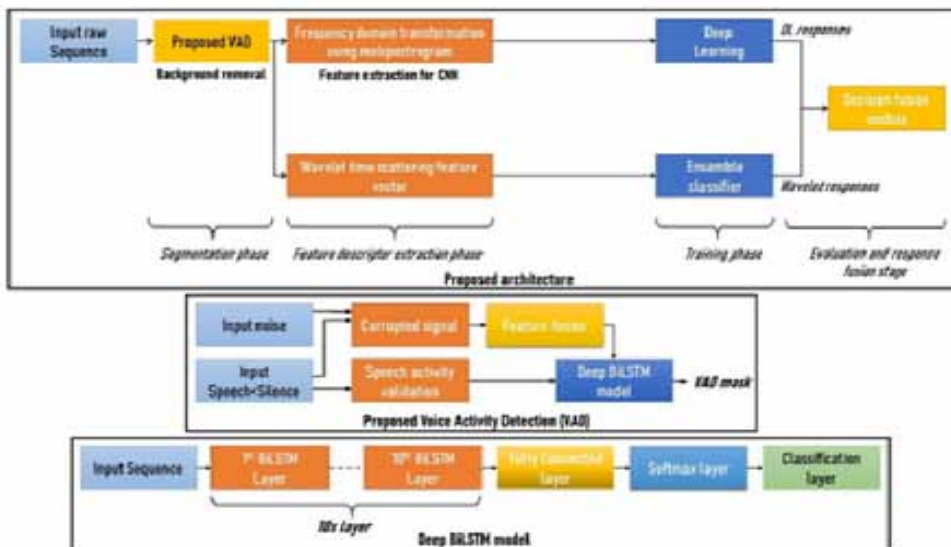 Input raw
Sequence
Proposed VAD
Background removal
Frequency domain transformation
using melspectrogram
Feature extraction for CNN
Deep
Learning
DL responses
Decision fusion
module
Wavelet time scattering feature
vector
Ensemble
classifier
Wavelet responses
Segmentation phase
Feature descriptor extraction phase
Training phase
Evaluation and response
fusion stage
Proposed architecture
Input noise
Corrupted signal
Feature fusion
Input
Speech+Silence
Speech activity
validation
Deep BiLSTM
model
VAD mask
Proposed Voice Activity Detection (VAD)
Input Sequence
BiLSTM
Layer
10th BiLSTM
Layer
Fully Connected
layer
Softmax layer
Classification
layer
Layer
Deep BiLSTM model